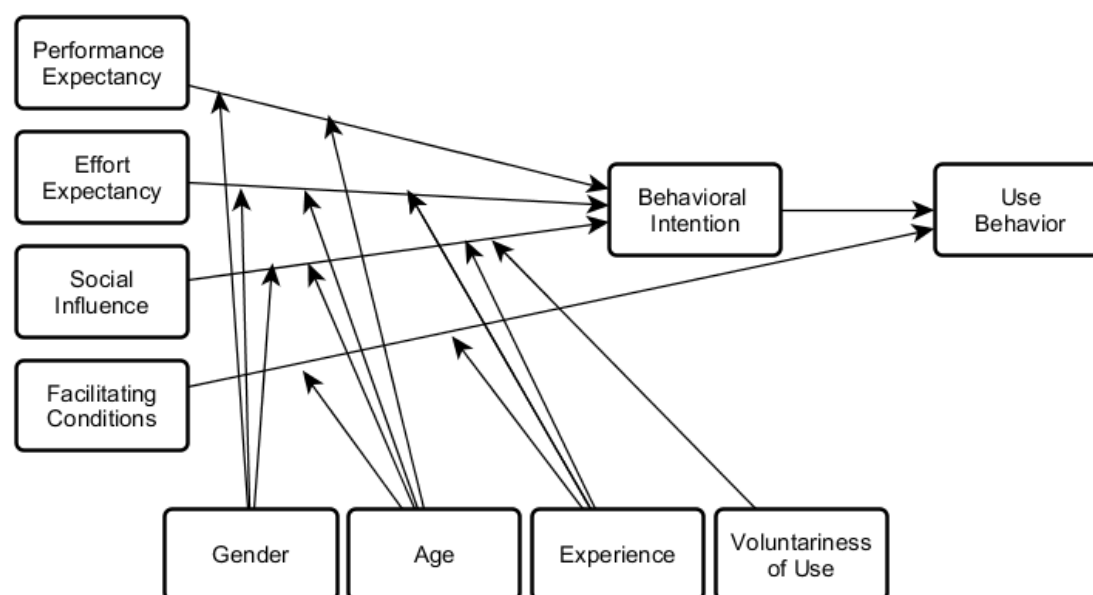 Performance
Expectancy
Effort
Expectancy
Social
Influence
Facilitating
Conditions
Behavioral
Intention
Use
Behavior
Gender
Age
Experience
Voluntariness
of Use